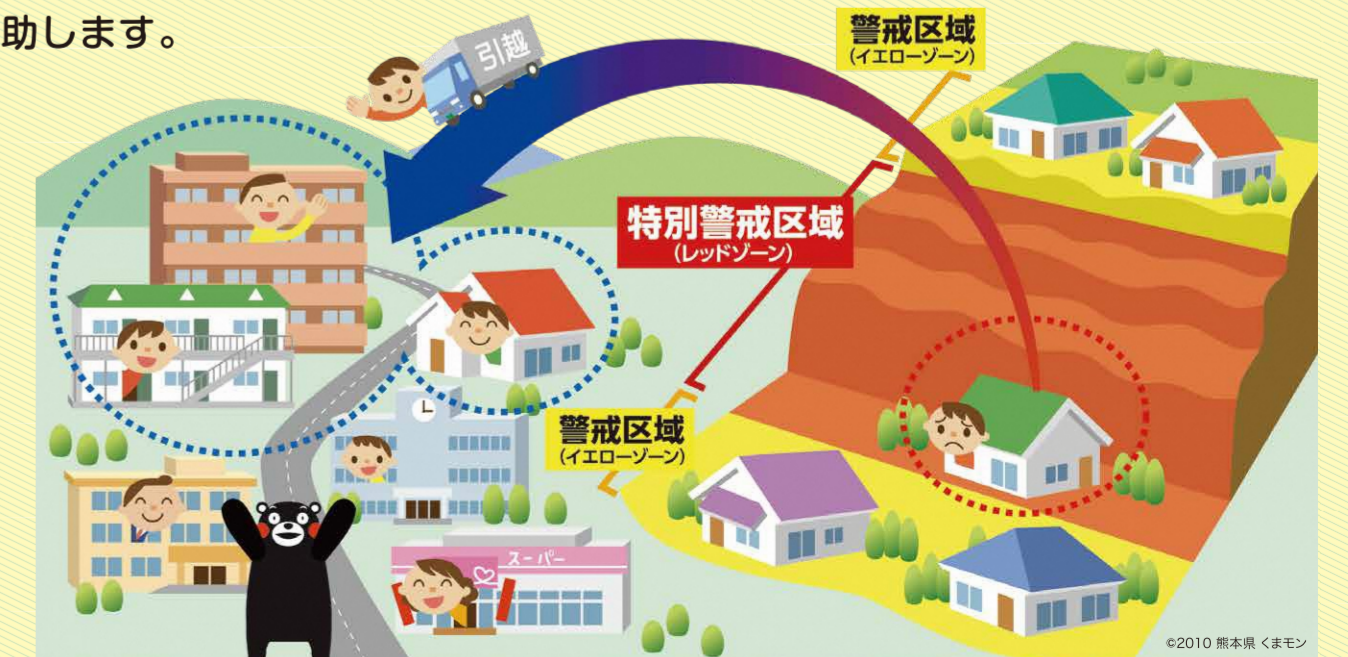 助します。
警戒区域
(イエローゾーン)
引越
特別警戒区域
(レッドゾーン)
警戒区域
(イエローゾーン)
スーパー
©2010 熊本県 くまモン